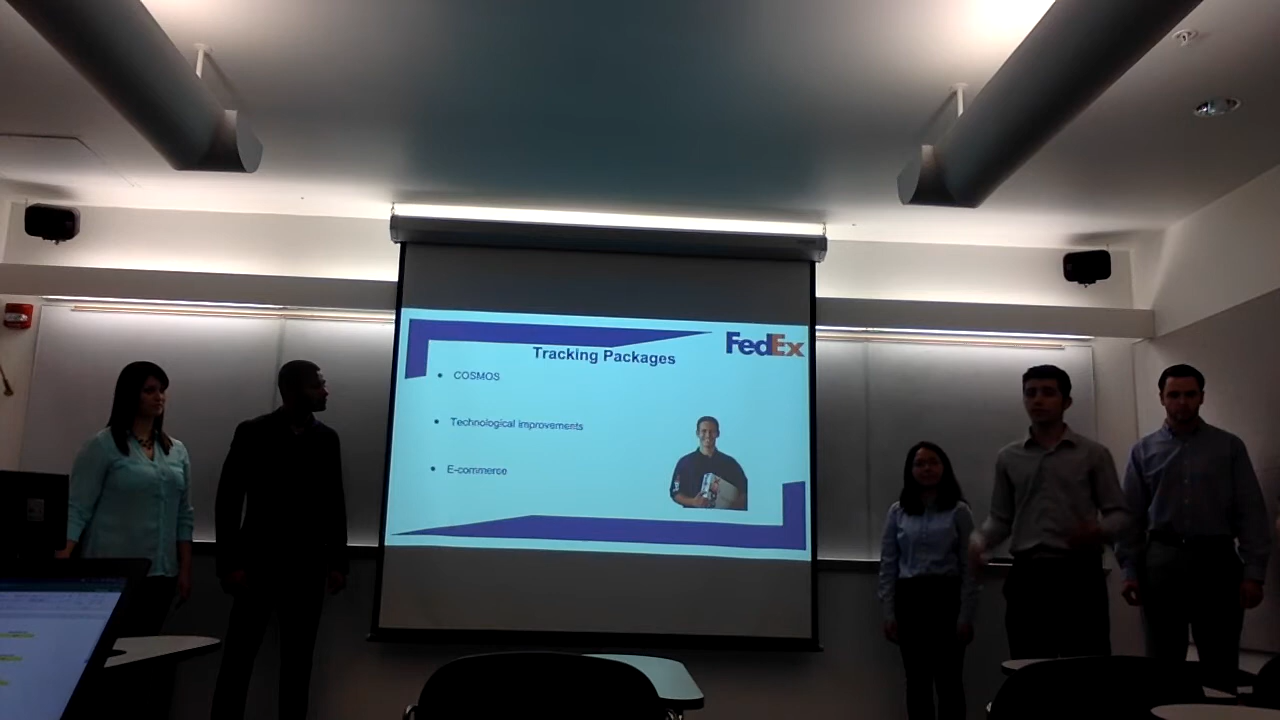 FedEx
Tracking Packages
COSMOS
Technological improvements
E-commerce